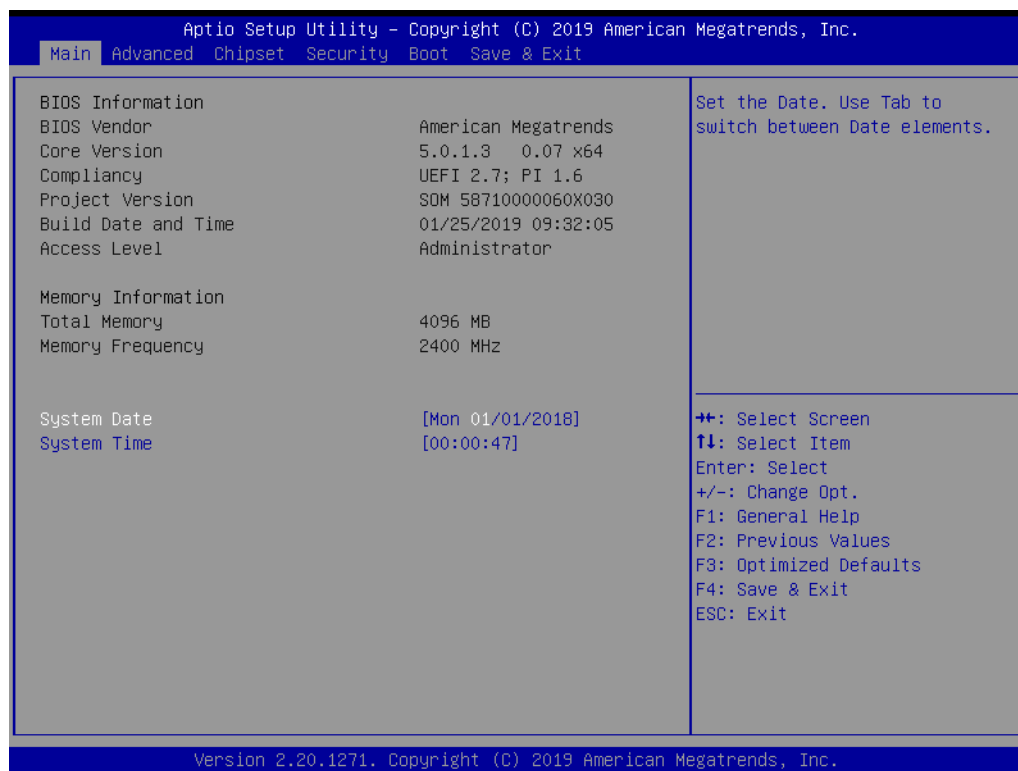 Aptio Setup Utility – Copyright (C) 2019 American Megatrends, Inc.
Main Advanced Chipset Security Boot Save & Exit
BIOS Information
BIOS Vendor American Megatrends
Core Version 5.0.1.3 0.07 x64
Compliancy UEFI 2.7; PI 1.6
Project Version SOM 58710000060X030
Build Date and Time 01/25/2019 09:32:05
Access Level Administrator
Memory Information
Total Memory 4096 MB
Memory Frequency 2400 MHz
System Date [Mon 01/01/2018]
System Time [00:00:47]
Set the Date. Use Tab to
switch between Date elements.
→←: Select Screen
↑↓: Select Item
Enter: Select
+/-: Change Opt.
F1: General Help
F2: Previous Values
F3: Optimized Defaults
F4: Save & Exit
ESC: Exit
Version 2.20.1271. Copyright (C) 2019 American Megatrends, Inc.